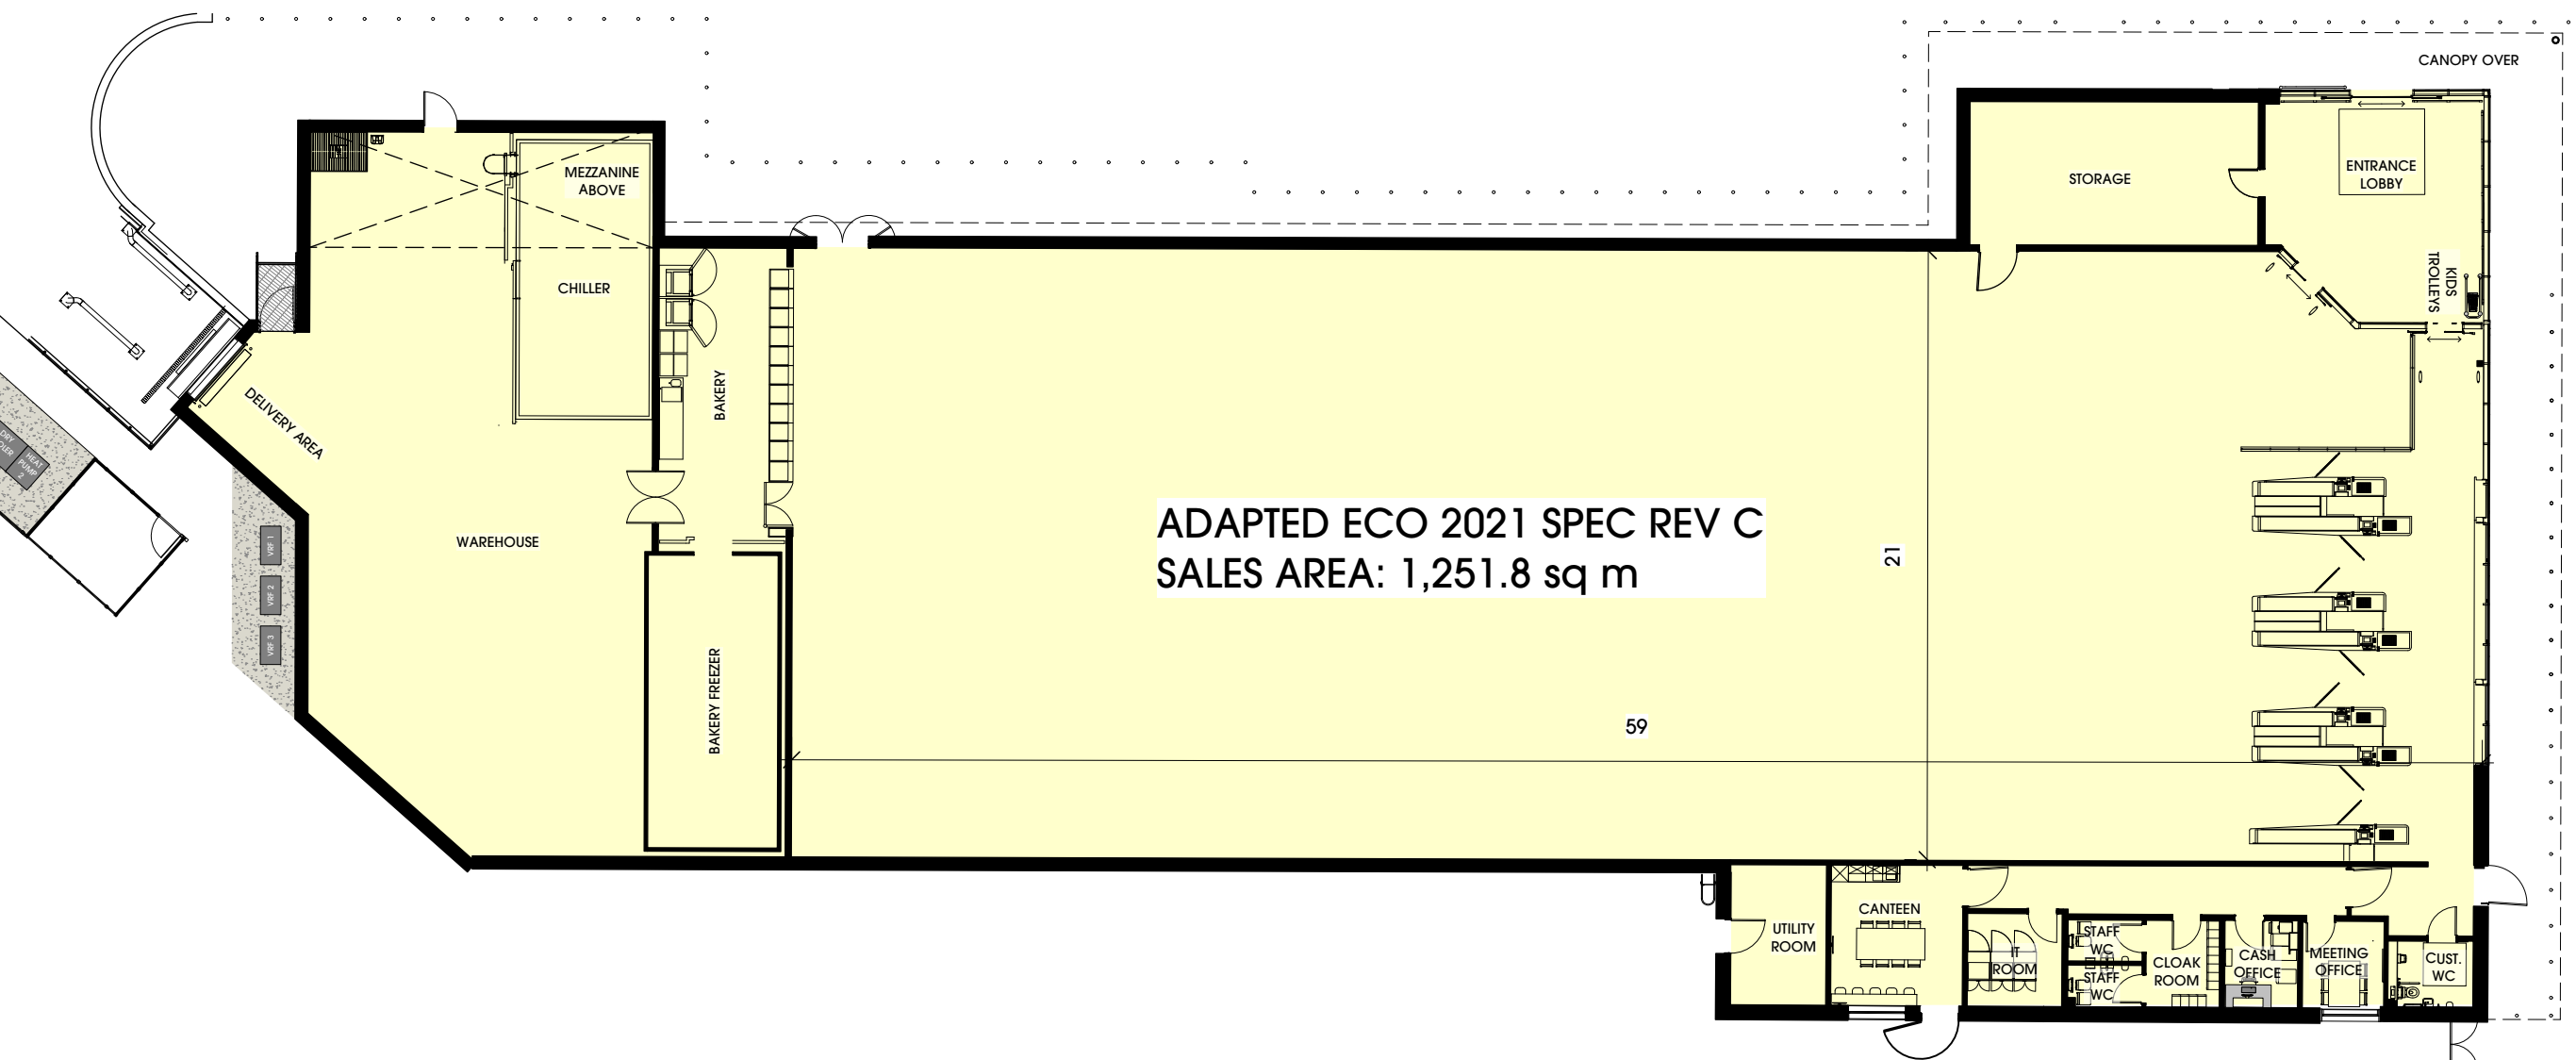 CANOPY OVER
MEZZANINE
ABOVE
STORAGE
ENTRANCE
LOBBY
KIDS
TROLLEYS
CHILLER
BAKERY
DELIVERY AREA
HEAT
PUMP
2
DRY
WAREHOUSE
VRF 1
VRF 2
VRF 3
ADAPTED ECO 2021 SPEC REV C
SALES AREA: 1,251.8 sq m
21
59
BAKERY FREEZER
UTILITY
ROOM
CANTEEN
IT
ROOM
STAFF
WC
STAFF
WC
CLOAK
ROOM
CASH
OFFICE
MEETING
OFFICE
CUST.
WC